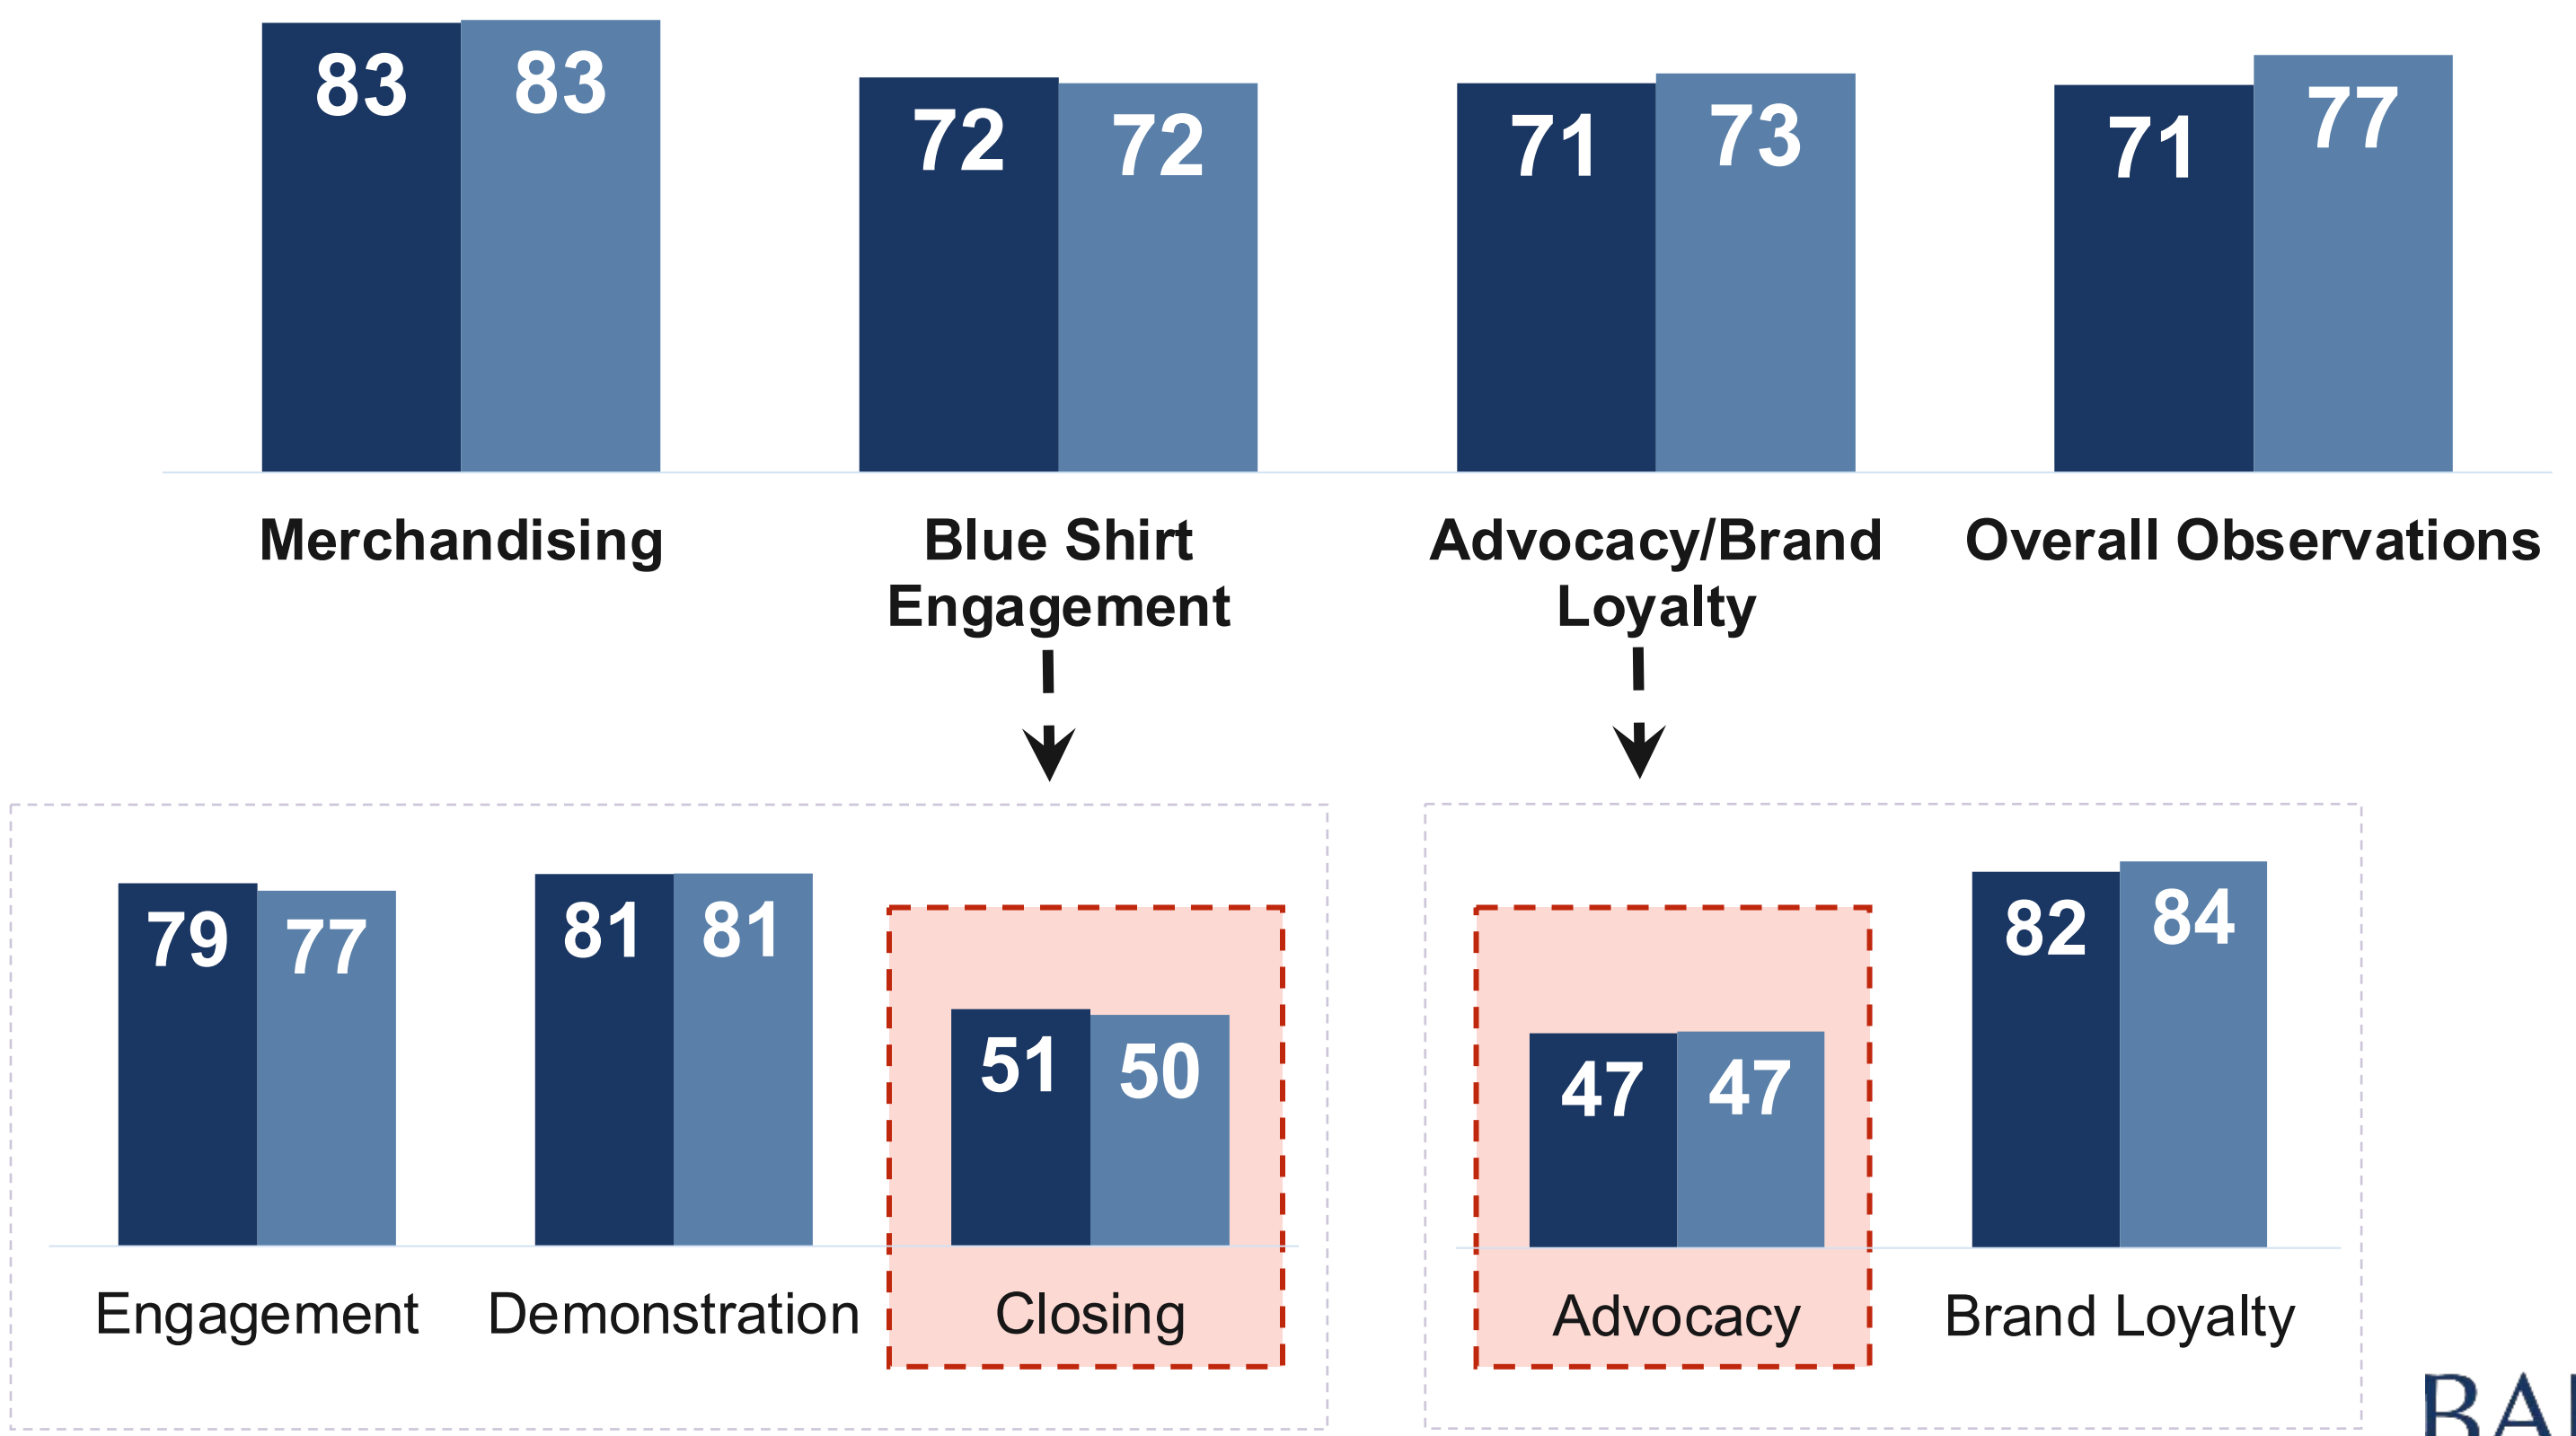 83 83 72 72 71 73 71 77
Merchandising
Blue Shirt
Engagement
Advocacy/Brand
Loyalty
Overall Observations
79 77 81 81 51 50
Engagement Demonstration Closing
47 47 82 84
Advocacy Brand Loyalty